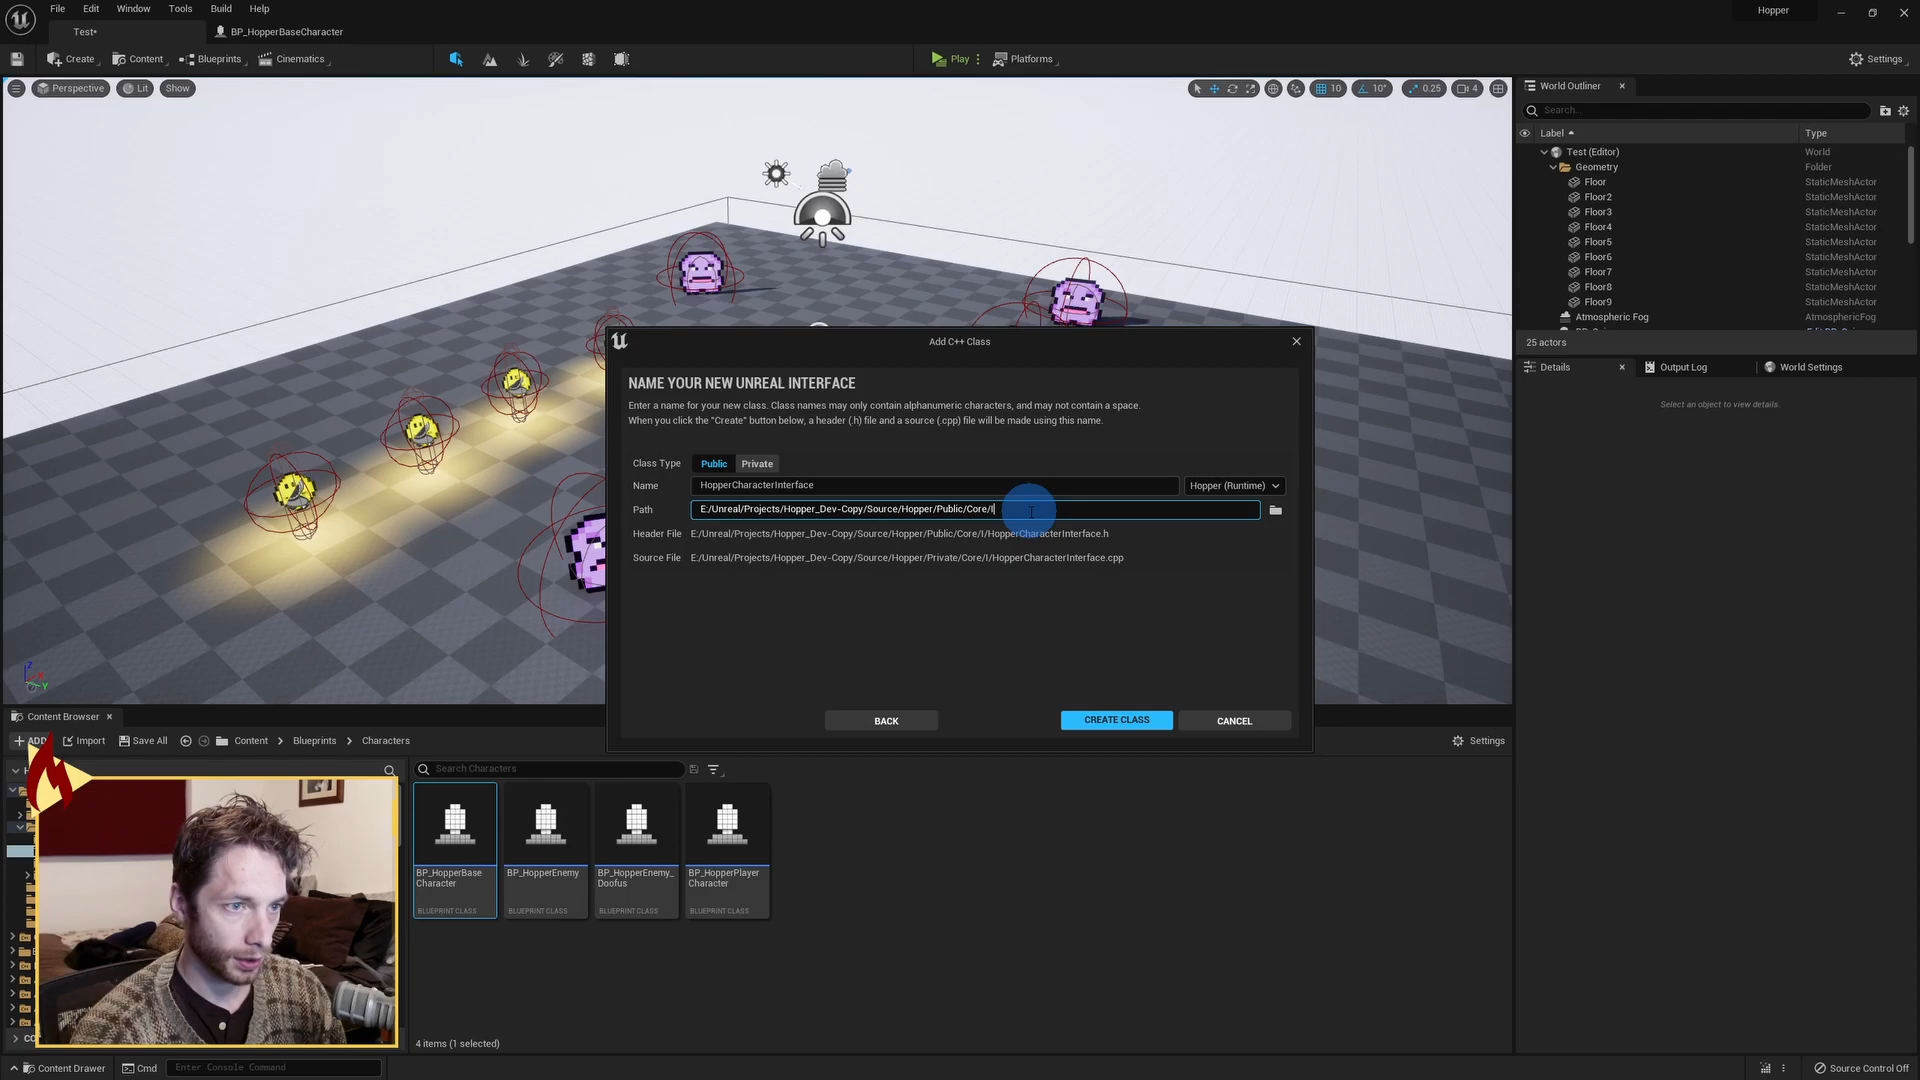 File Edit Window Tools Build Help
Hopper
Test•
BP_HopperBaseCharacter
Create Content Blueprints Cinematics
Play Platforms
Settings
Perspective Lit Show
10 10° 0.25 4
World Outliner
Search...
Label Type
Test (Editor) World
Geometry Folder
Floor StaticMeshActor
Floor2 StaticMeshActor
Floor3 StaticMeshActor
Floor4 StaticMeshActor
Floor5 StaticMeshActor
Floor6 StaticMeshActor
Floor7 StaticMeshActor
Floor8 StaticMeshActor
Floor9 StaticMeshActor
Atmospheric Fog AtmosphericFog
25 actors
Details Output Log World Settings
Select an object to view details.
Add C++ Class
NAME YOUR NEW UNREAL INTERFACE
Enter a name for your new class. Class names may only contain alphanumeric characters, and may not contain a space.
When you click the "Create" button below, a header (.h) file and a source (.cpp) file will be made using this name.
Class Type Public Private
Name HopperCharacterInterface Hopper (Runtime)
Path E:/Unreal/Projects/Hopper_Dev-Copy/Source/Hopper/Public/Core/I
Header File E:/Unreal/Projects/Hopper_Dev-Copy/Source/Hopper/Public/Core/I/HopperCharacterInterface.h
Source File E:/Unreal/Projects/Hopper_Dev-Copy/Source/Hopper/Private/Core/I/HopperCharacterInterface.cpp
BACK CREATE CLASS CANCEL
Z
X
Y
Content Browser
ADD Import Save All Content Blueprints Characters
Settings
Search Characters
BP_HopperBase
Character
BLUEPRINT CLASS
BP_HopperEnemy
BLUEPRINT CLASS
BP_HopperEnemy_
Doofus
BLUEPRINT CLASS
BP_HopperPlayer
Character
BLUEPRINT CLASS
4 items (1 selected)
Content Drawer Cmd Enter Console Command
Source Control Off